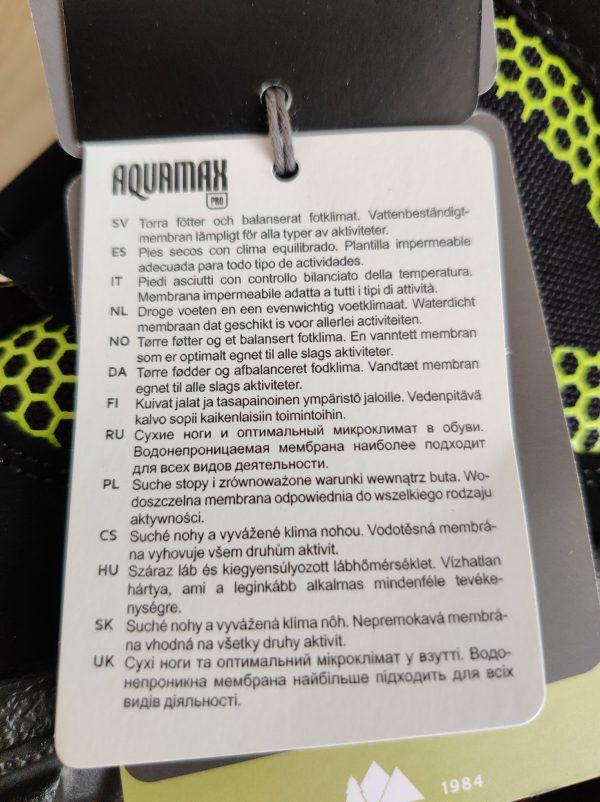 AQUAMAX
PRO
SV Torra fötter och balanserat fotklimat. Vattenbeständigt-
membran lämpligt för alla typer av aktiviteter.
ES Pies secos con clima equilibrado. Plantilla impermeable
adecuada para todo tipo de actividades.
IT Piedi asciutti con controllo bilanciato della temperatura.
Membrana impermeabile adatta a tutti i tipi di attività.
NL Droge voeten en een evenwichtig voetklimaat. Waterdicht
membraan dat geschikt is voor allerlei activiteiten.
NO Tørre føtter og et balansert fotklima. En vanntett membran
som er optimalt egnet til alle slags aktiviteter.
DA Tørre fødder og afbalanceret fodklima. Vandtæt membran
egnet til alle slags aktiviteter.
FI Kuivat jalat ja tasapainoinen ympäristö jaloille. Vedenpitävä
kalvo sopii kaikenlaisiin toimintoihin.
RU Сухие ноги и оптимальный микроклимат в обуви.
Водонепроницаемая мембрана наиболее подходит
для всех видов деятельности.
PL Suche stopy i zrównoważone warunki wewnątrz buta. Wo-
doszczelna membrana odpowiednia do wszelkiego rodzaju
aktywności.
CS Suché nohy a vyvážené klima nohou. Vodotěsná membrá-
na vyhovuje všem druhům aktivit.
HU Száraz láb és kiegyensúlyozott lábhőmérséklet. Vízhatlan
hártya, ami a leginkább alkalmas mindenféle tevéke-
nységre.
SK Suché nohy a vyvážená klíma nôh. Nepremokavá membrá-
na vhodná na všetky druhy aktivít.
UK Сухі ноги та оптимальний мікроклімат у взутті. Водо-
непроникна мембрана найбільше підходить для всіх
видів діяльності.
1984